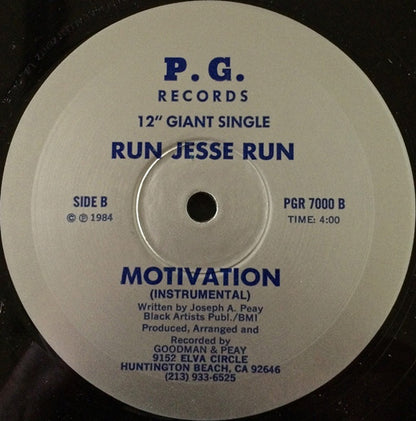 P. G.
RECORDS
12" GIANT SINGLE
RUN JESSE RUN
SIDE B
© ℗ 1984
PGR 7000 B
TIME: 4:00
MOTIVATION
(INSTRUMENTAL)
Written by Joseph A. Peay
Black Artists Publ./BMI
Produced, Arranged and
Recorded by
GOODMAN & PEAY
9152 ELVA CIRCLE
HUNTINGTON BEACH, CA 92646
(213) 933-6525